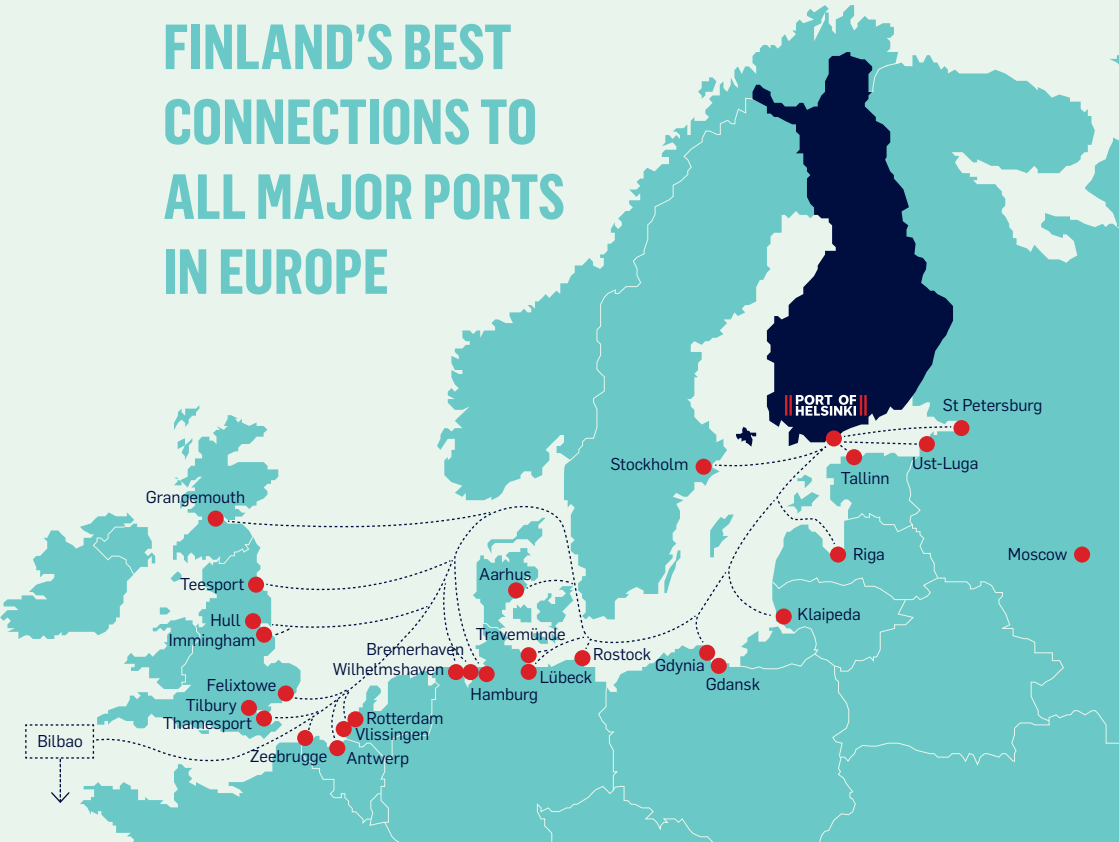 FINLAND'S BEST
CONNECTIONS TO
ALL MAJOR PORTS
IN EUROPE
PORT OF
HELSINKI
St Petersburg
Stockholm
Ust-Luga
Tallinn
Grangemouth
Riga
Moscow
Aarhus
Teesport
Klaipeda
Hull
Travemünde
Immingham
Bremerhaven
Rostock
Gdynia
Wilhelmshaven
Lübeck
Gdansk
Felixtowe
Hamburg
Tilbury
Thamesport
Rotterdam
Vlissingen
Bilbao
Zeebrugge
Antwerp